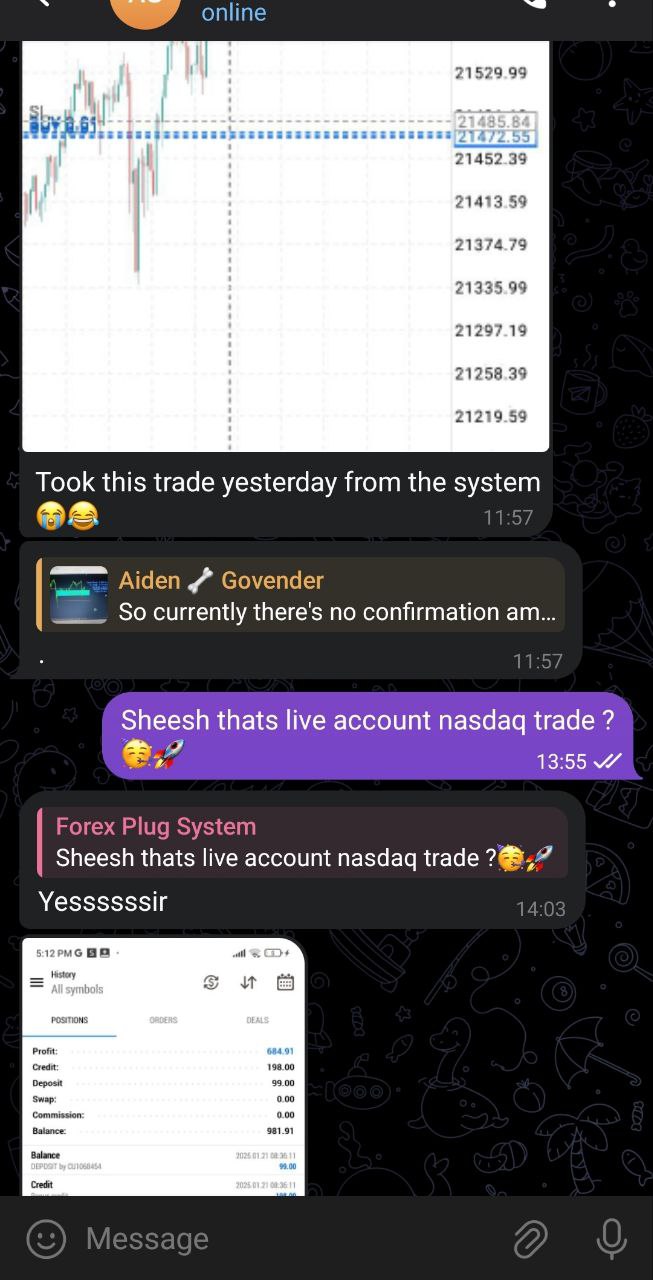 online
21529.99
SL
21485.84
BUY 0.01
21472.55
21452.39
21413.59
21374.79
21335.99
21297.19
21258.39
21219.59
Took this trade yesterday from the system
😭😂
11:57
Aiden 🦴 Govender
So currently there's no confirmation am...
.
11:57
Sheesh thats live account nasdaq trade ?
🥳🚀
13:55
Forex Plug System
Sheesh thats live account nasdaq trade ?🥳🚀
Yessssssir
14:03
5:12 PM
History
All symbols
POSITIONS ORDERS DEALS
Profit: 684.91
Credit: 198.00
Deposit 99.00
Swap: 0.00
Commission: 0.00
Balance: 981.91
Balance 2025.01.21 08:36:11
DEPOSIT by CU1068454 99.00
Credit 2025.01.21 08:36:11
Message